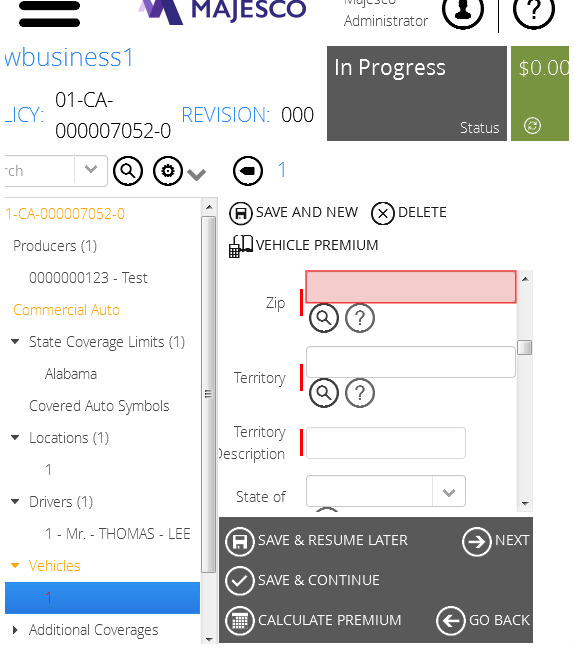 Majesco
MAJESCO
Administrator
wbusiness1
LICY:
01-CA-
000007052-0
REVISION: 000
In Progress
Status
$0.00
rch
1
1-CA-000007052-0
Producers (1)
0000000123 - Test
Commercial Auto
State Coverage Limits (1)
Alabama
Covered Auto Symbols
Locations (1)
1
Drivers (1)
1 - Mr. - THOMAS - LEE
Vehicles
1
Additional Coverages
SAVE AND NEW
DELETE
VEHICLE PREMIUM
Zip
Territory
Territory
Description
State of
SAVE & RESUME LATER
NEXT
SAVE & CONTINUE
CALCULATE PREMIUM
GO BACK